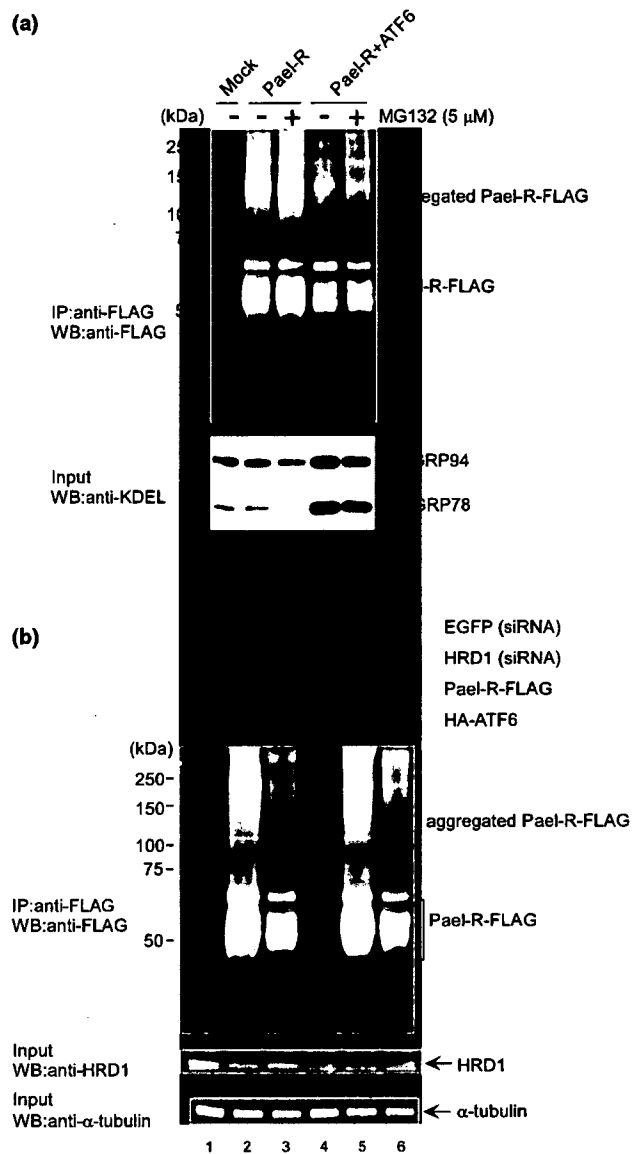 (a)
Mock
Pael-R
Pael-R+ATF6
(kDa) - - + - + MG132 (5 μM)
25
15
10
7
egated Pael-R-FLAG
l-R-FLAG
5
IP:anti-FLAG
WB:anti-FLAG
GRP94
Input
WB:anti-KDEL
GRP78
(b)
EGFP (siRNA)
HRD1 (siRNA)
Pael-R-FLAG
HA-ATF6
(kDa)
250-
150-
aggregated Pael-R-FLAG
100-
75-
IP:anti-FLAG
WB:anti-FLAG
Pael-R-FLAG
50-
Input
WB:anti-HRD1
HRD1
Input
WB:anti-α-tubulin
α-tubulin
1 2 3 4 5 6